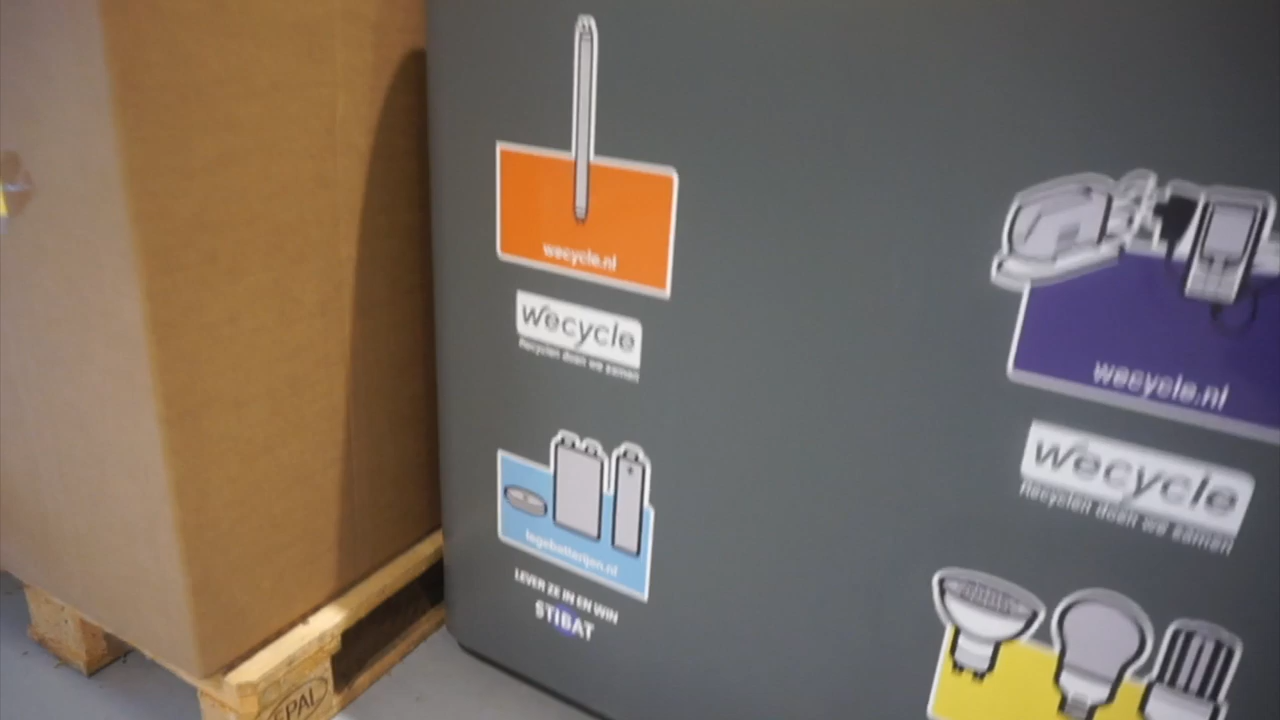 wecycle.nl
wecycle
Recyclen doen we samen
legebatterijen.nl
LEVER ZE IN EN WIN
STIBAT
wecycle.nl
wecycle
Recyclen doen we samen
EPAL